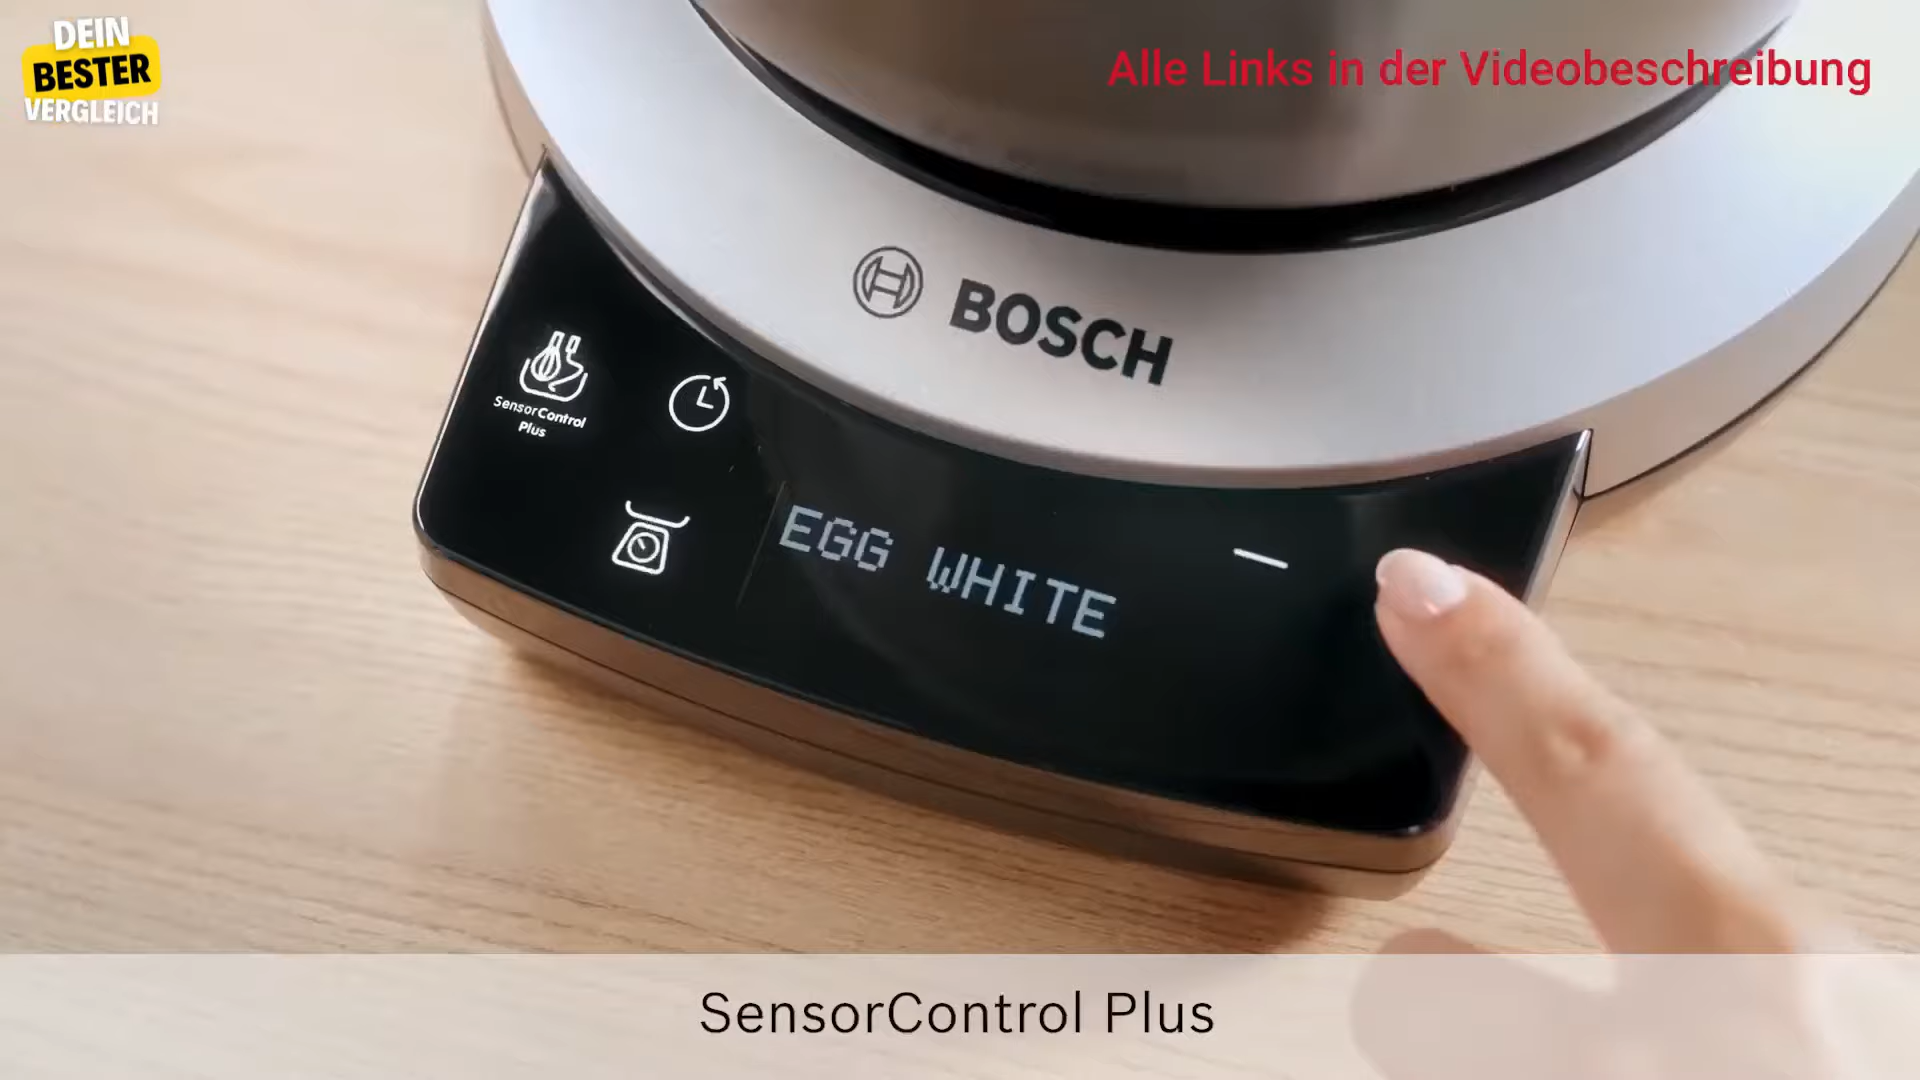 DEIN
BESTER
VERGLEICH
Alle Links in der Videobeschreibung
BOSCH
SensorControl
Plus
EGG WHITE
SensorControl Plus